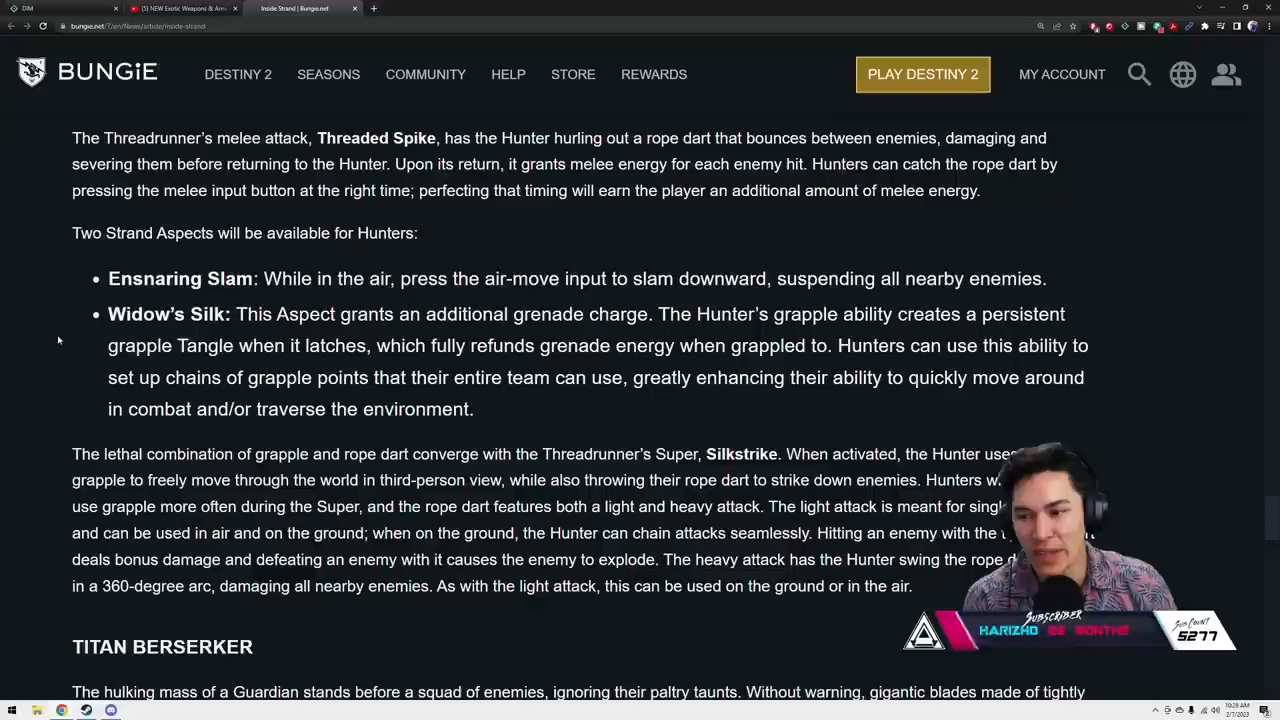 DIM
(5) NEW Exotic Weapons & Arm
Inside Strand | Bungie.net
bungie.net/7/en/News/article/inside-strand
BUNGiE
DESTINY 2 SEASONS COMMUNITY HELP STORE REWARDS PLAY DESTINY 2 MY ACCOUNT
The Threadrunner's melee attack, Threaded Spike, has the Hunter hurling out a rope dart that bounces between enemies, damaging and
severing them before returning to the Hunter. Upon its return, it grants melee energy for each enemy hit. Hunters can catch the rope dart by
pressing the melee input button at the right time; perfecting that timing will earn the player an additional amount of melee energy.
Two Strand Aspects will be available for Hunters:
• Ensnaring Slam: While in the air, press the air-move input to slam downward, suspending all nearby enemies.
• Widow's Silk: This Aspect grants an additional grenade charge. The Hunter's grapple ability creates a persistent
grapple Tangle when it latches, which fully refunds grenade energy when grappled to. Hunters can use this ability to
set up chains of grapple points that their entire team can use, greatly enhancing their ability to quickly move around
in combat and/or traverse the environment.
The lethal combination of grapple and rope dart converge with the Threadrunner's Super, Silkstrike. When activated, the Hunter uses
grapple to freely move through the world in third-person view, while also throwing their rope dart to strike down enemies. Hunters
use grapple more often during the Super, and the rope dart features both a light and heavy attack. The light attack is meant for
and can be used in air and on the ground; when on the ground, the Hunter can chain attacks seamlessly. Hitting an enemy with the
deals bonus damage and defeating an enemy with it causes the enemy to explode. The heavy attack has the Hunter swing the rope
in a 360-degree arc, damaging all nearby enemies. As with the light attack, this can be used on the ground or in the air.
SUBSCRIBER
HARIZHO MONTHS
SUB COUNT
5277
TITAN BERSERKER
The hulking mass of a Guardian stands before a squad of enemies, ignoring their paltry taunts. Without warning, gigantic blades made of tightly
10:28 AM
2/7/2023